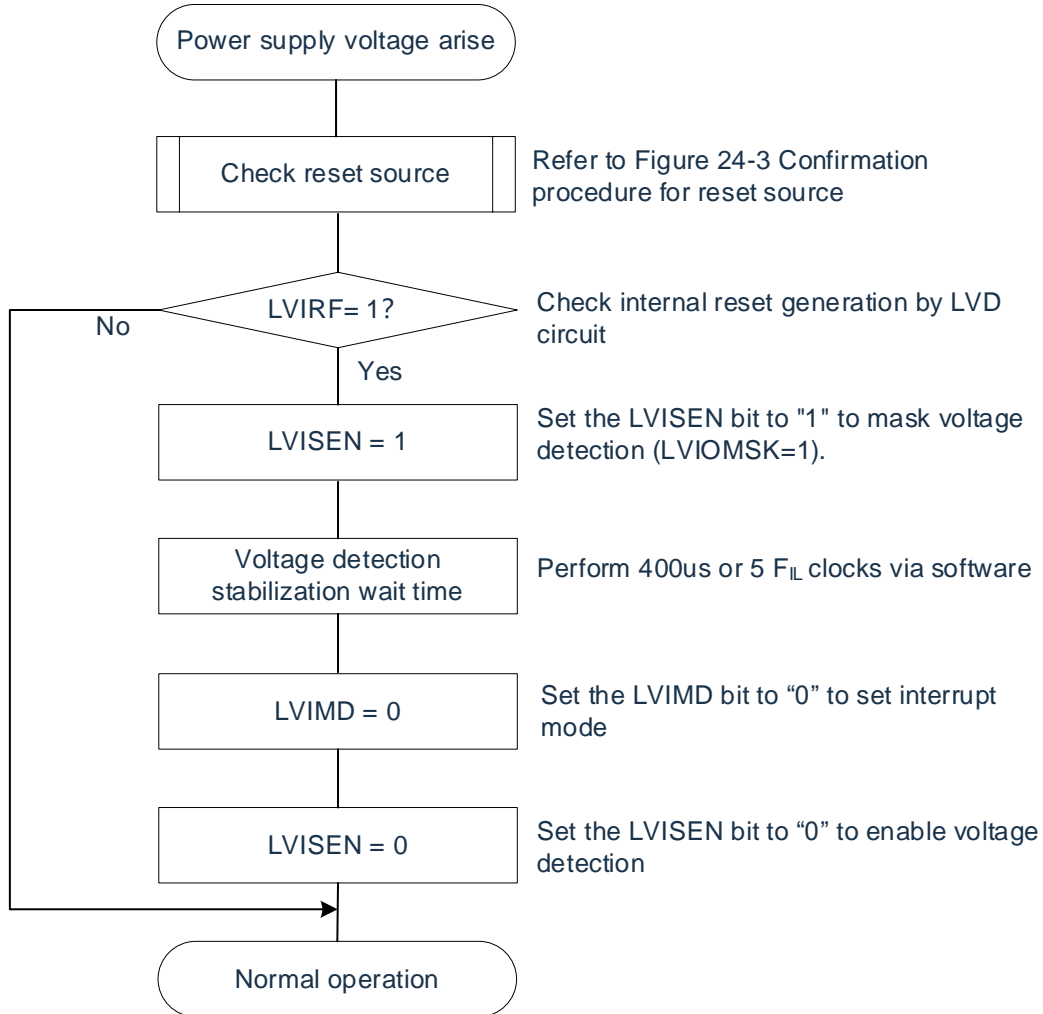 Power supply voltage arise
Check reset source
Refer to Figure 24-3 Confirmation
procedure for reset source
LVIRF= 1?
Check internal reset generation by LVD
circuit
No
Yes
LVISEN = 1
Set the LVISEN bit to "1" to mask voltage
detection (LVIOMSK=1).
Voltage detection
stabilization wait time
Perform 400us or 5 FIL clocks via software
LVIMD = 0
Set the LVIMD bit to “0” to set interrupt
mode
LVISEN = 0
Set the LVISEN bit to “0” to enable voltage
detection
Normal operation